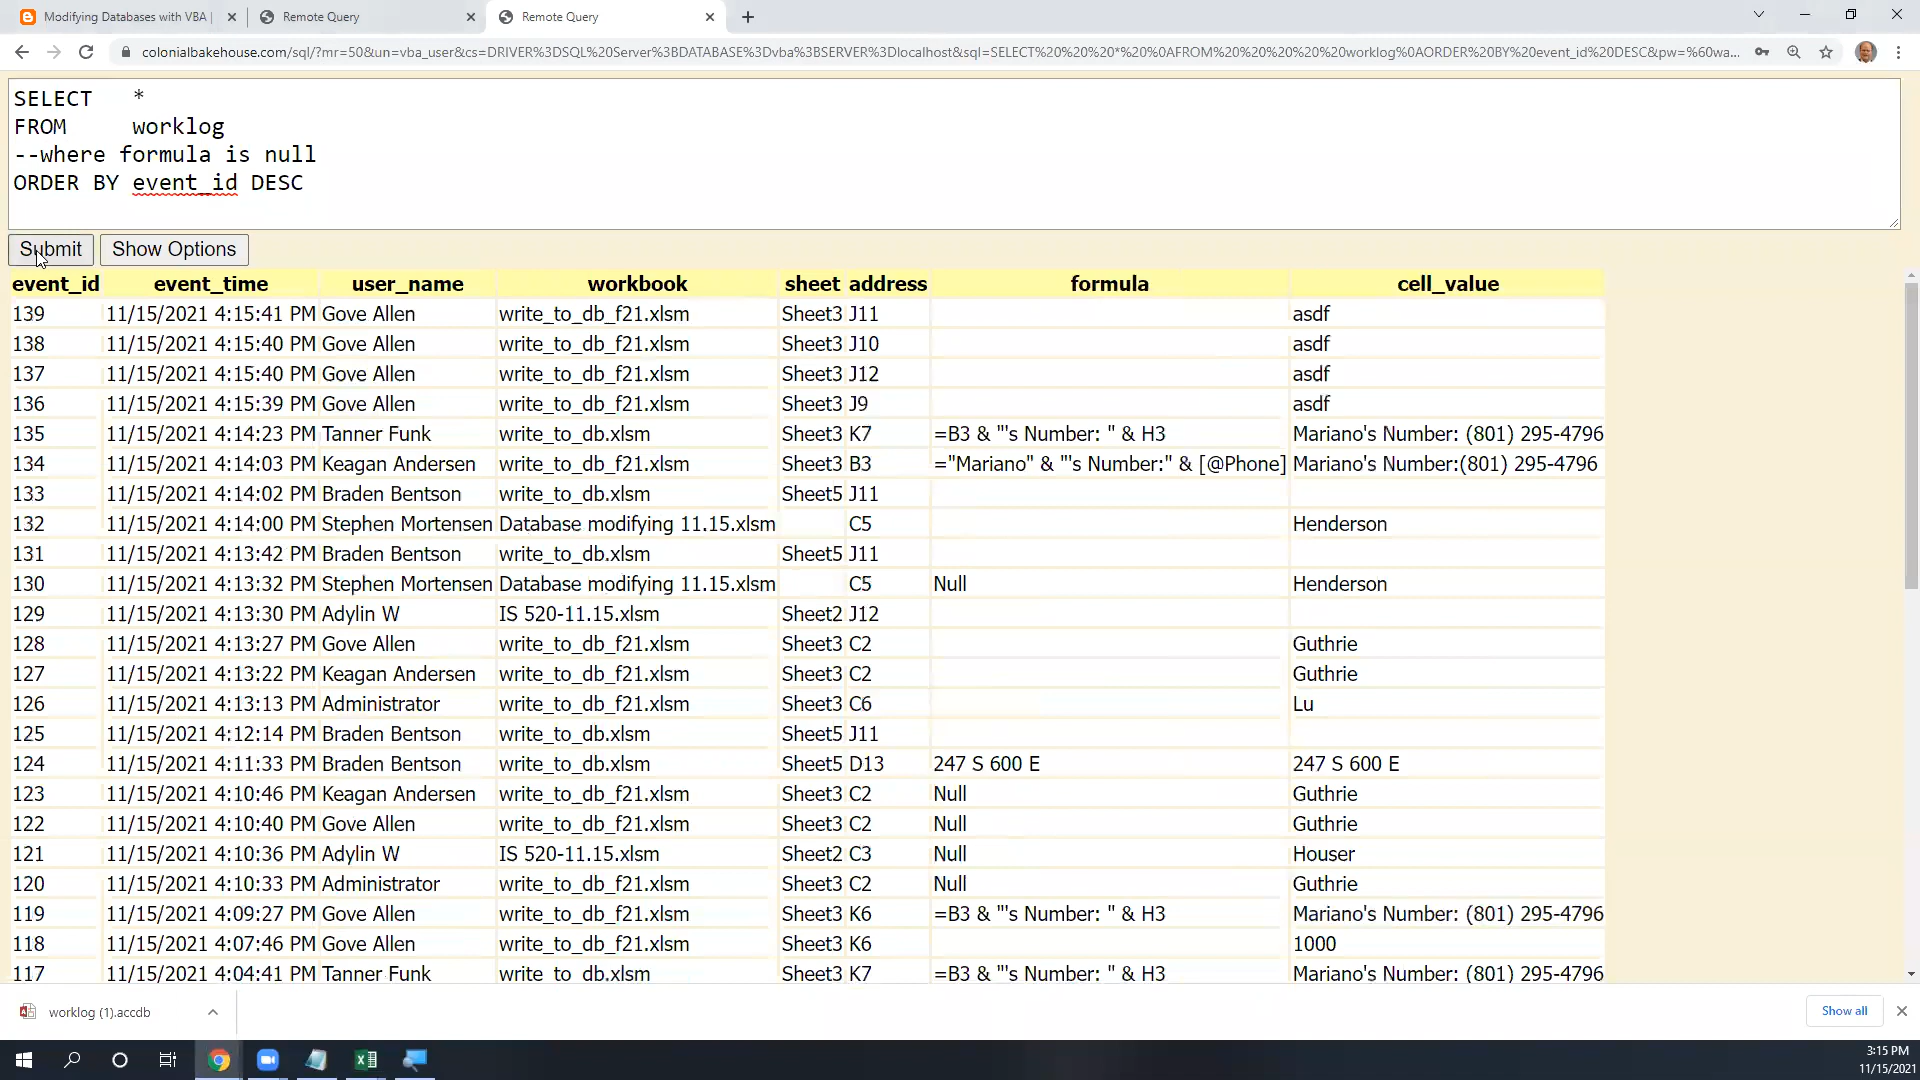 Modifying Databases with VBA |
Remote Query
Remote Query
colonialbakehouse.com/sql/?mr=50&un=vba_user&cs=DRIVER%3DSQL%20Server%3BDATABASE%3Dvba%3BSERVER%3Dlocalhost&sql=SELECT%20%20%20*%20%0AFROM%20%20%20%20%20worklog%0AORDER%20BY%20event_id%20DESC&pw=%60wa...
SELECT *
FROM worklog
--where formula is null
ORDER BY event_id DESC
Submit Show Options
event_id event_time user_name workbook sheet address formula cell_value
139 11/15/2021 4:15:41 PM Gove Allen write_to_db_f21.xlsm Sheet3 J11 asdf
138 11/15/2021 4:15:40 PM Gove Allen write_to_db_f21.xlsm Sheet3 J10 asdf
137 11/15/2021 4:15:40 PM Gove Allen write_to_db_f21.xlsm Sheet3 J12 asdf
136 11/15/2021 4:15:39 PM Gove Allen write_to_db_f21.xlsm Sheet3 J9 asdf
135 11/15/2021 4:14:23 PM Tanner Funk write_to_db.xlsm Sheet3 K7 =B3 & "'s Number: " & H3 Mariano's Number: (801) 295-4796
134 11/15/2021 4:14:03 PM Keagan Andersen write_to_db_f21.xlsm Sheet3 B3 ="Mariano" & "'s Number:" & [@Phone] Mariano's Number:(801) 295-4796
133 11/15/2021 4:14:02 PM Braden Bentson write_to_db.xlsm Sheet5 J11
132 11/15/2021 4:14:00 PM Stephen Mortensen Database modifying 11.15.xlsm C5 Henderson
131 11/15/2021 4:13:42 PM Braden Bentson write_to_db.xlsm Sheet5 J11
130 11/15/2021 4:13:32 PM Stephen Mortensen Database modifying 11.15.xlsm C5 Null Henderson
129 11/15/2021 4:13:30 PM Adylin W IS 520-11.15.xlsm Sheet2 J12
128 11/15/2021 4:13:27 PM Gove Allen write_to_db_f21.xlsm Sheet3 C2 Guthrie
127 11/15/2021 4:13:22 PM Keagan Andersen write_to_db_f21.xlsm Sheet3 C2 Guthrie
126 11/15/2021 4:13:13 PM Administrator write_to_db_f21.xlsm Sheet3 C6 Lu
125 11/15/2021 4:12:14 PM Braden Bentson write_to_db.xlsm Sheet5 J11
124 11/15/2021 4:11:33 PM Braden Bentson write_to_db.xlsm Sheet5 D13 247 S 600 E 247 S 600 E
123 11/15/2021 4:10:46 PM Keagan Andersen write_to_db_f21.xlsm Sheet3 C2 Null Guthrie
122 11/15/2021 4:10:40 PM Gove Allen write_to_db_f21.xlsm Sheet3 C2 Null Guthrie
121 11/15/2021 4:10:36 PM Adylin W IS 520-11.15.xlsm Sheet2 C3 Null Houser
120 11/15/2021 4:10:33 PM Administrator write_to_db_f21.xlsm Sheet3 C2 Null Guthrie
119 11/15/2021 4:09:27 PM Gove Allen write_to_db_f21.xlsm Sheet3 K6 =B3 & "'s Number: " & H3 Mariano's Number: (801) 295-4796
118 11/15/2021 4:07:46 PM Gove Allen write_to_db_f21.xlsm Sheet3 K6 1000
117 11/15/2021 4:04:41 PM Tanner Funk write_to_db.xlsm Sheet3 K7 =B3 & "'s Number: " & H3 Mariano's Number: (801) 295-4796
worklog (1).accdb Show all
3:15 PM
11/15/2021